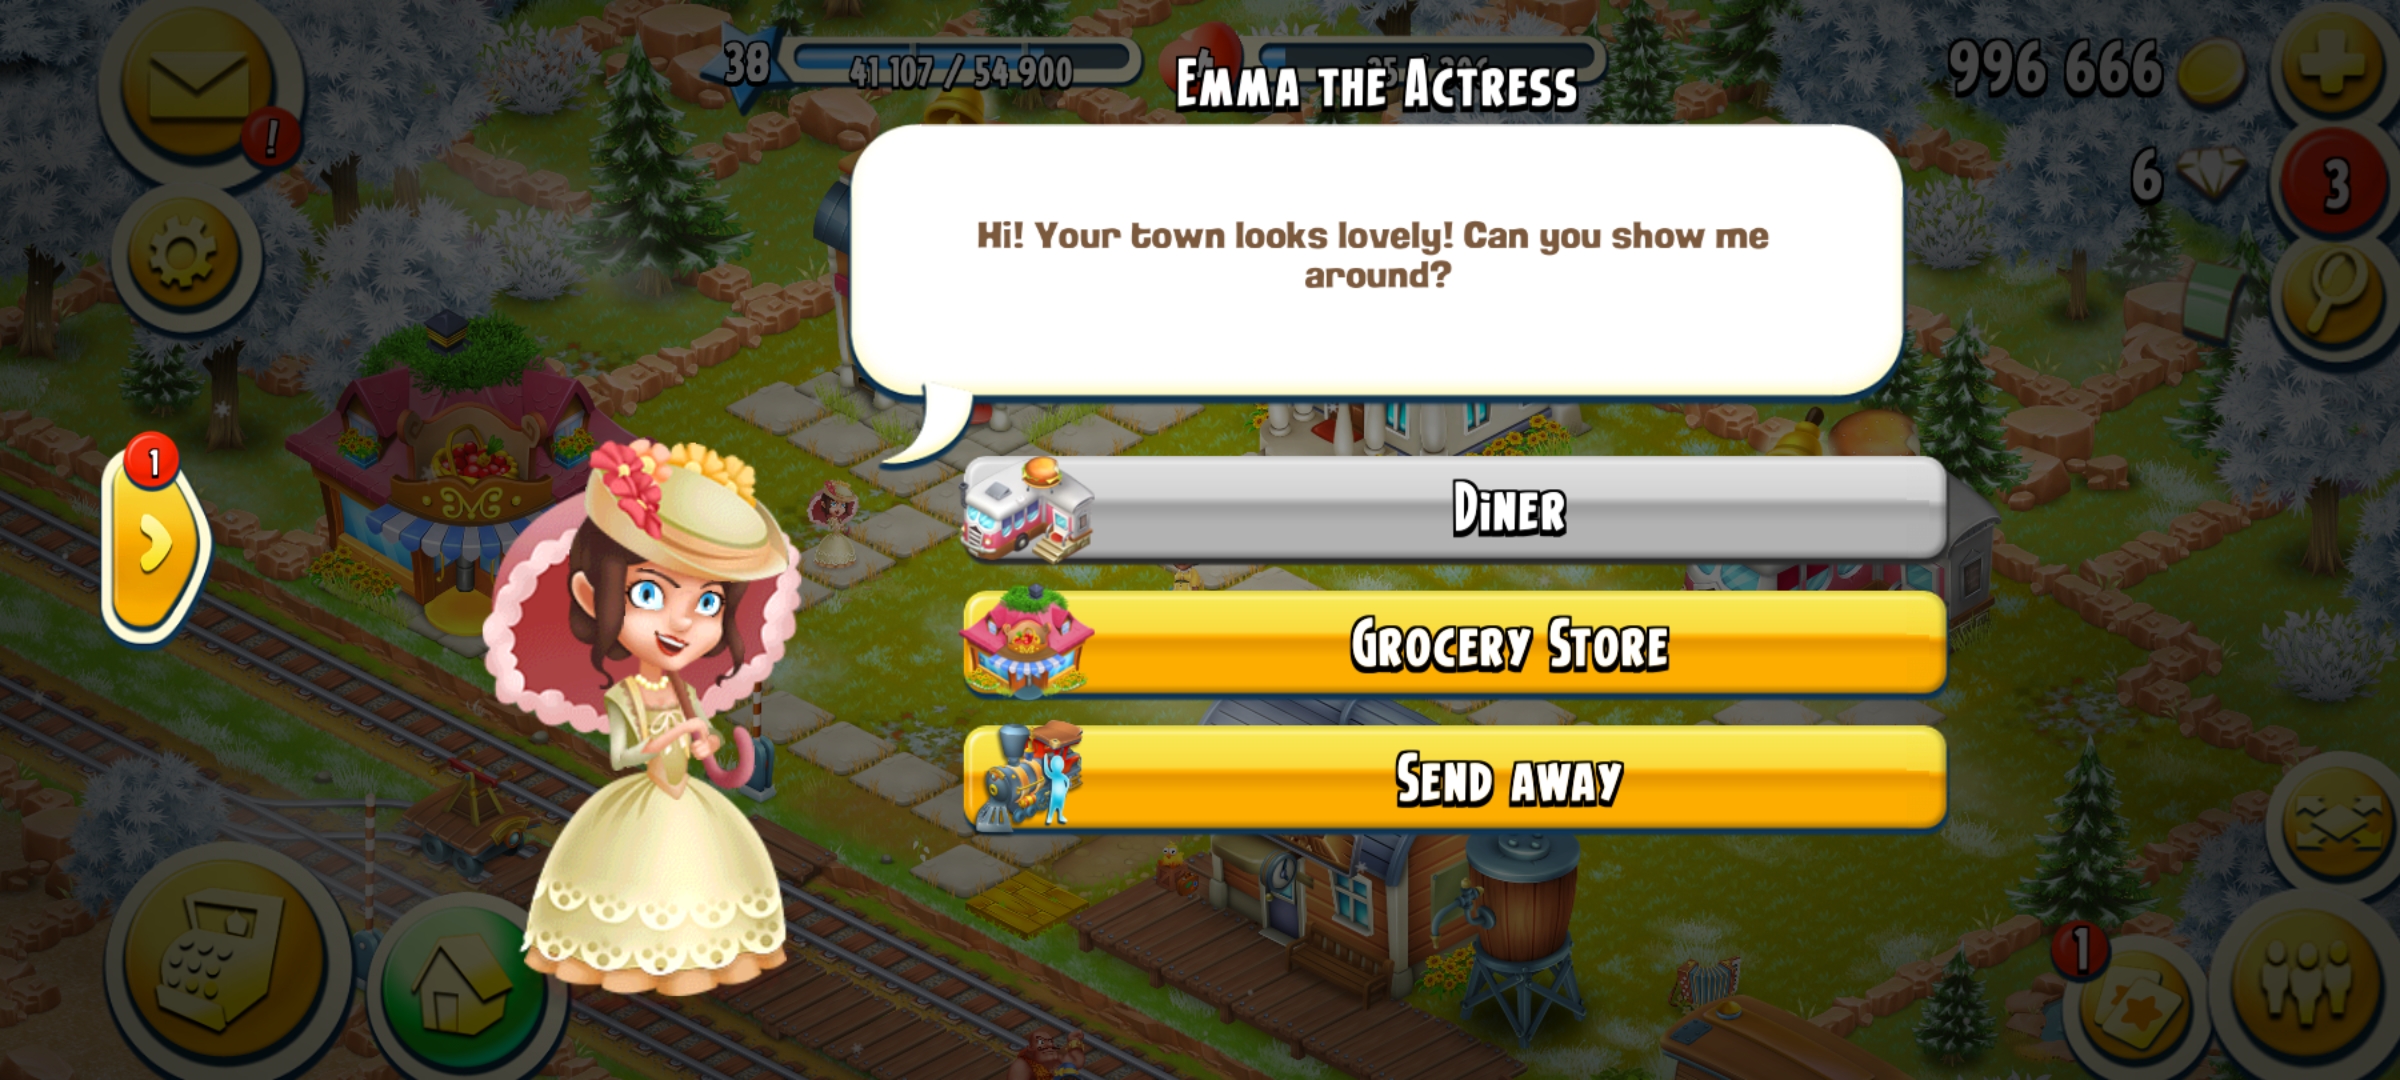 38
41 107 / 54 900
4
996 666
Emma the Actress
!
Hi! Your town looks lovely! Can you show me
around?
6
3
1
Diner
Grocery Store
Send away
1